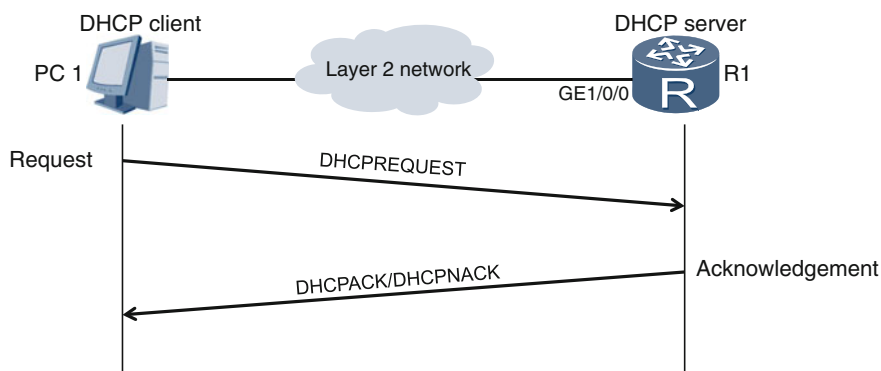 DHCP client
DHCP server
PC 1
Layer 2 network
GE1/0/0
R
R1
Request
DHCPREQUEST
DHCPACK/DHCPNACK
Acknowledgement